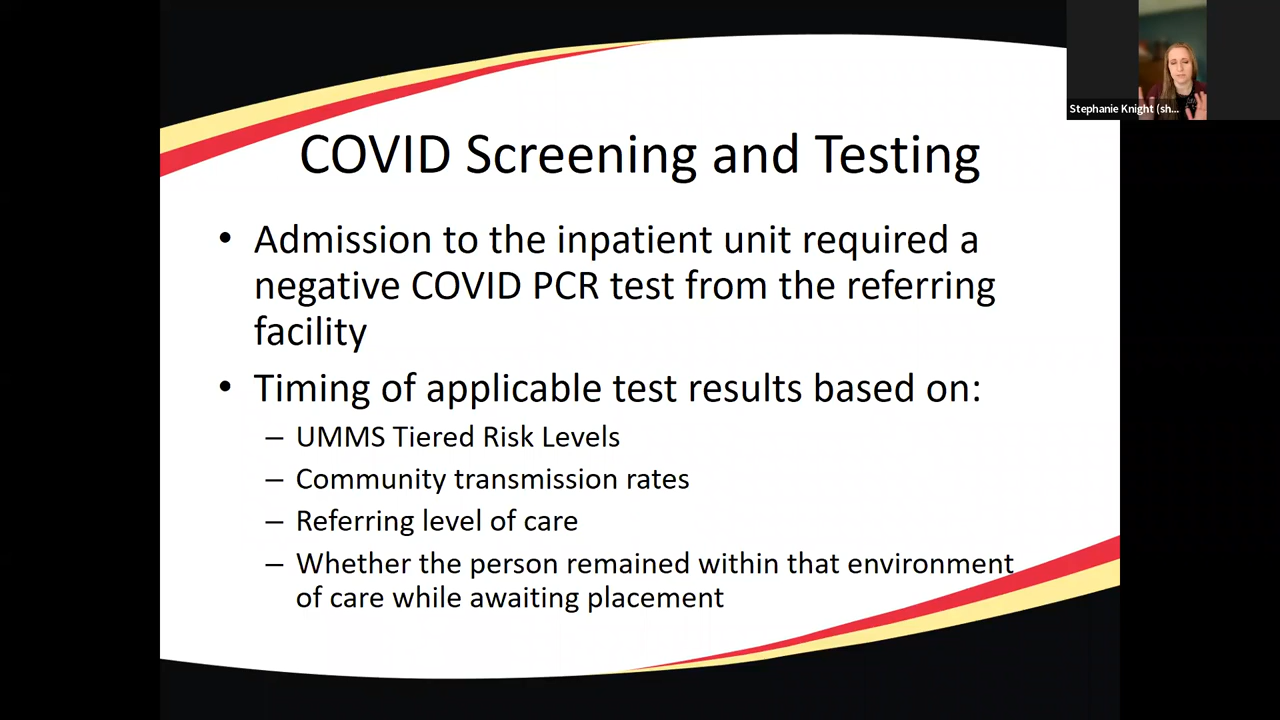 Stephanie Knight (sh...
COVID Screening and Testing
• Admission to the inpatient unit required a
negative COVID PCR test from the referring
facility
• Timing of applicable test results based on:
– UMMS Tiered Risk Levels
– Community transmission rates
– Referring level of care
– Whether the person remained within that environment
of care while awaiting placement